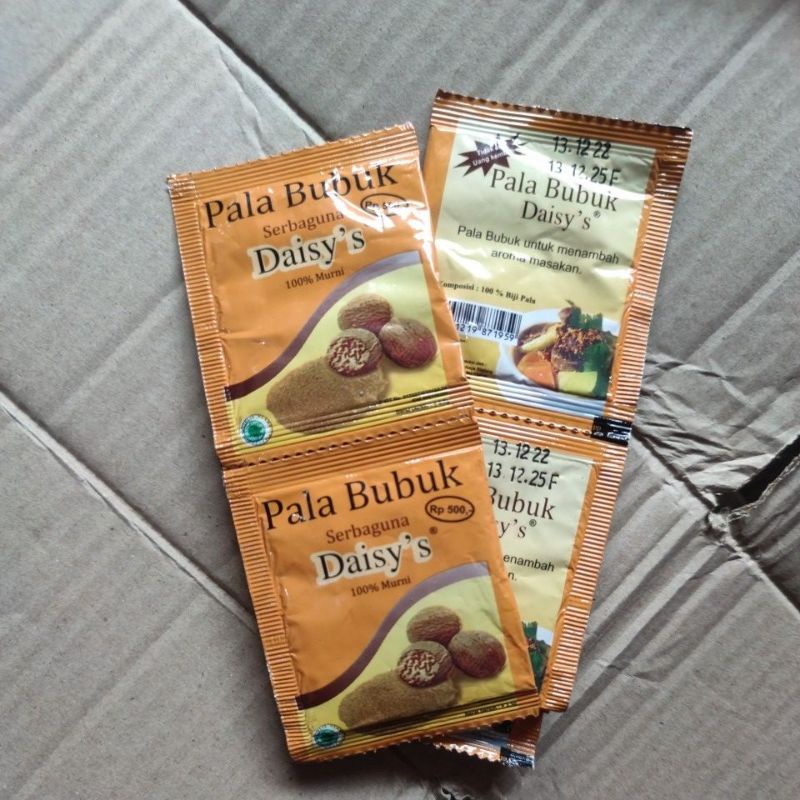 Pala Bubuk
Serbaguna
Daisy's
100% Murni
Pala Bubuk
Rp 500,-
Serbaguna
Daisy's®
100% Murni
13.12.22
13 12.25 F
Pala Bubuk
Daisy's®
Pala Bubuk untuk menambah
aroma masakan.
Komposisi : 100 % Biji Pala
13.12.22
13 12.25 F
Bubuk
y's®
enambah
n.